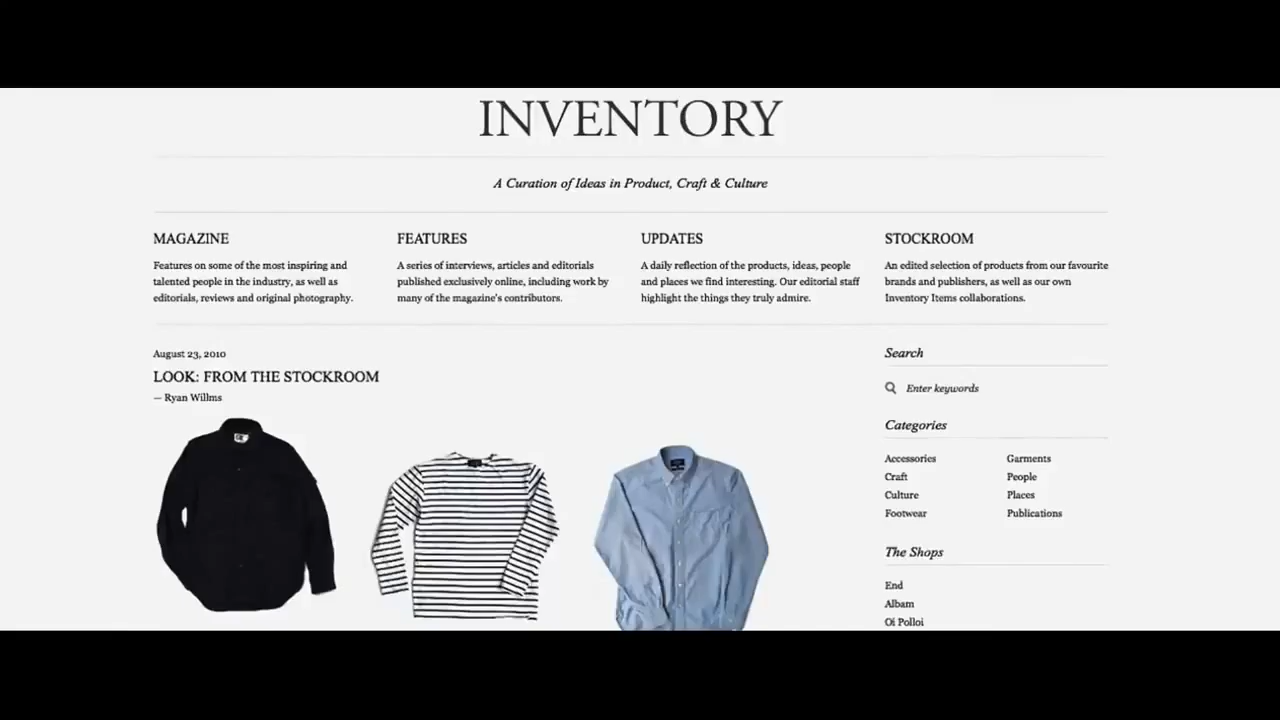 INVENTORY
A Curation of Ideas in Product, Craft & Culture
MAGAZINE
Features on some of the most inspiring and
talented people in the industry, as well as
editorials, reviews and original photography.
FEATURES
A series of interviews, articles and editorials
published exclusively online, including work by
many of the magazine's contributors.
UPDATES
A daily reflection of the products, ideas, people
and places we find interesting. Our editorial staff
highlight the things they truly admire.
STOCKROOM
An edited selection of products from our favourite
brands and publishers, as well as our own
Inventory Items collaborations.
August 23, 2010
LOOK: FROM THE STOCKROOM
— Ryan Willms
Search
Enter keywords
Categories
Accessories
Craft
Culture
Footwear
Garments
People
Places
Publications
The Shops
End
Albam
Oi Polloi